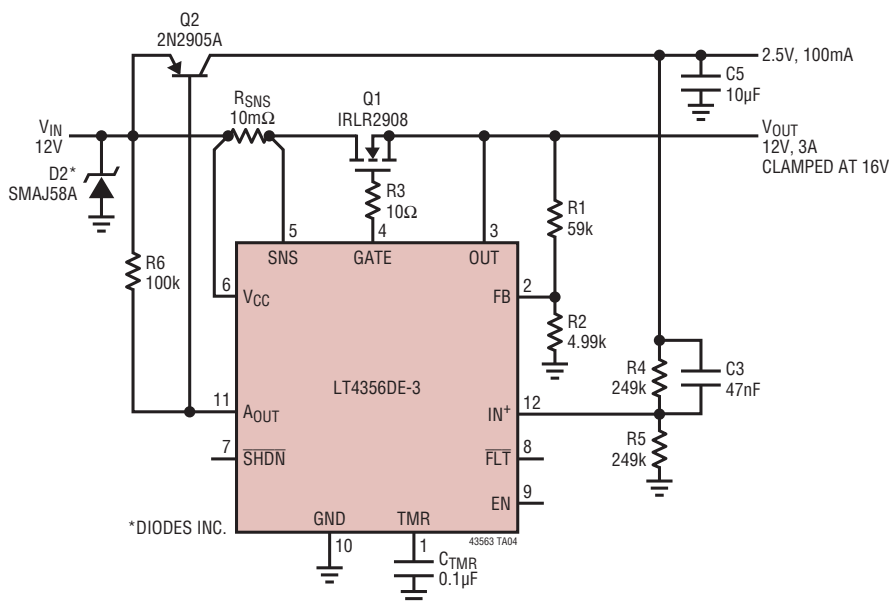 Q2
2N2905A
2.5V, 100mA
C5
10µF
VIN
12V
RSNS
10mΩ
Q1
IRLR2908
VOUT
12V, 3A
CLAMPED AT 16V
D2*
SMAJ58A
R3
10Ω
R1
59k
5
4
3
SNS
GATE
OUT
R6
100k
6
VCC
FB
2
R2
4.99k
LT4356DE-3
R4
249k
C3
47nF
11
AOUT
IN+
12
7
SHDN
FLT
8
R5
249k
EN
9
*DIODES INC.
GND
TMR
10
1
43563 TA04
CTMR
0.1µF